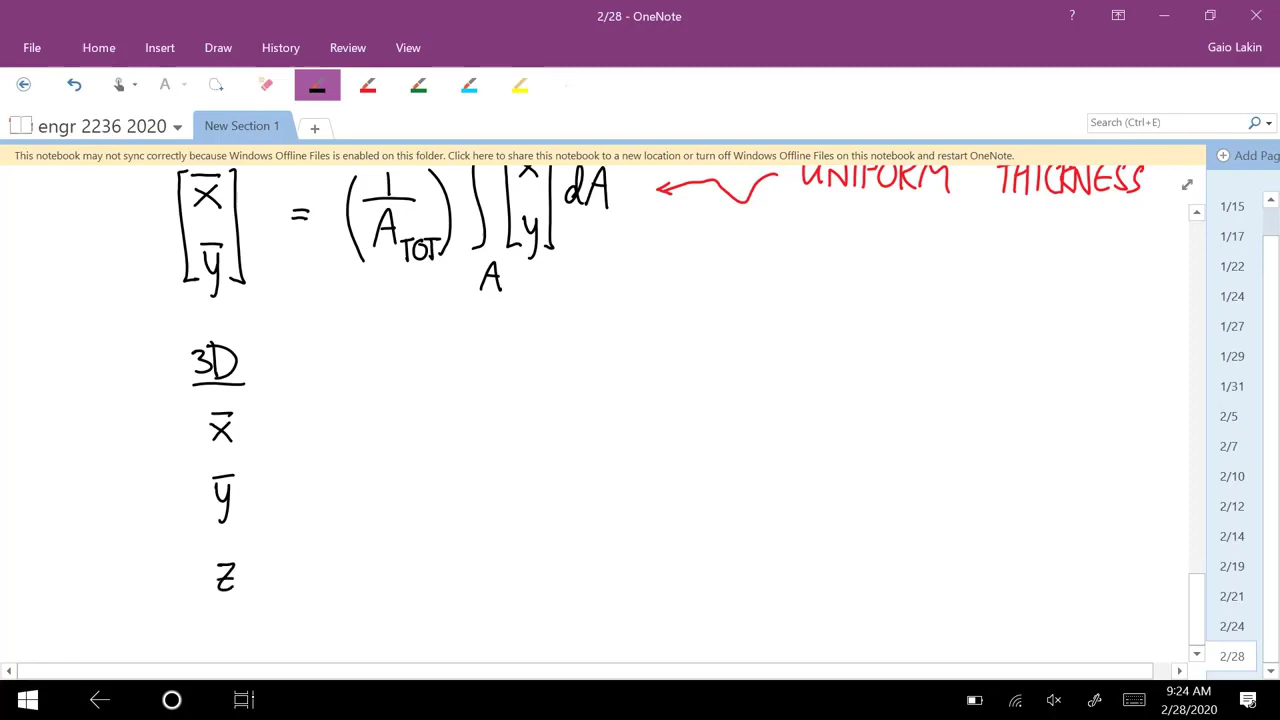 2/28 - OneNote
?
File Home Insert Draw History Review View Gaio Lakin
A
engr 2236 2020 New Section 1 + Search (Ctrl+E)
This notebook may not sync correctly because Windows Offline Files is enabled on this folder. Click here to share this notebook to a new location or turn off Windows Offline Files on this notebook and restart OneNote.
Add Pag
[x̄ ȳ] = (1/A_TOT) ∫_A [x y] dA UNIFORM THICKNESS
3D
x̄
ȳ
z
1/15
1/17
1/22
1/24
1/27
1/29
1/31
2/5
2/7
2/10
2/12
2/14
2/19
2/21
2/24
2/28
9:24 AM
2/28/2020